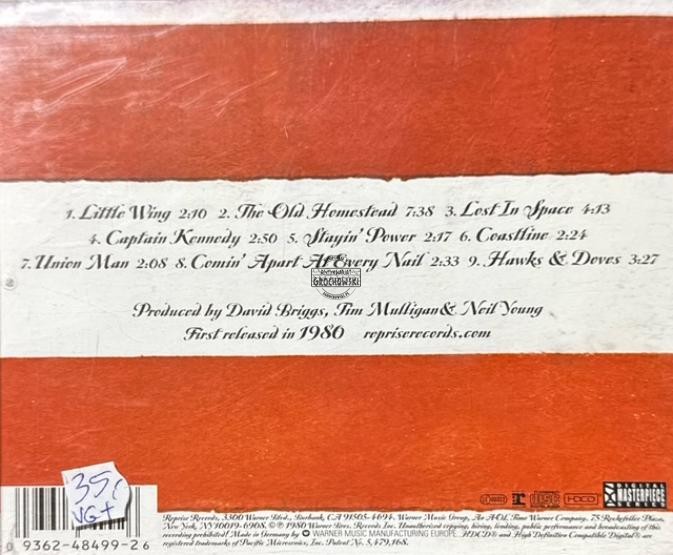 1. Little Wing 2:10 2. The Old Homestead 7:38 3. Lost In Space 4:13
4. Captain Kennedy 2:50 5. Stayin' Power 2:17 6. Coastline 2:24
7. Union Man 2:08 8. Comin' Apart At Every Nail 2:33 9. Hawks & Doves 3:27
GROCHOWSKI
Produced by David Briggs, Tim Mulligan & Neil Young
First released in 1980 repriserecords.com
35,
VG+
HDCD
DIGITAL
MASTERPIECE
SERIES
Reprise Records, 3300 Warner Blvd., Burbank, CA 91505-4694. Warner Music Group, An AOL Time Warner Company. 75 Rockefeller Plaza,
New York, NY 10019-6908. © ℗ 1980 Warner Bros. Records Inc. Unauthorized copying, hiring, lending, public performance and broadcasting of this
recording prohibited! Made in Germany by WARNER MUSIC MANUFACTURING EUROPE. HDCD® and High Definition Compatible Digital® are
registered trademarks of Pacific Microsonics, Inc. Patent No. 5,479,168.
0 9362-48499-2 6